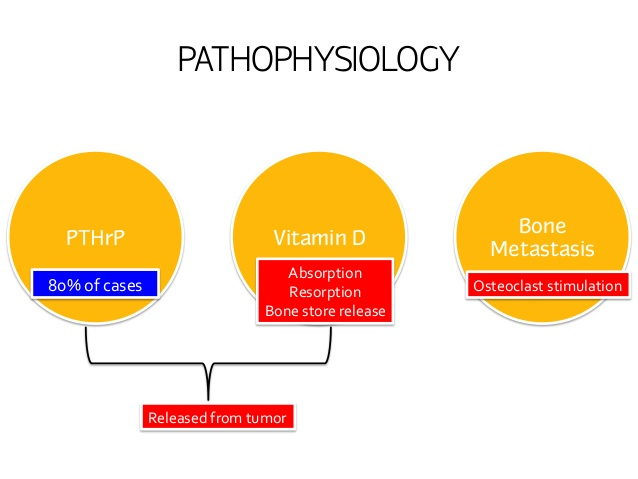 PATHOPHYSIOLOGY
PTHrP
80% of cases
Vitamin D
Absorption
Resorption
Bone store release
Bone
Metastasis
Osteoclast stimulation
Released from tumor